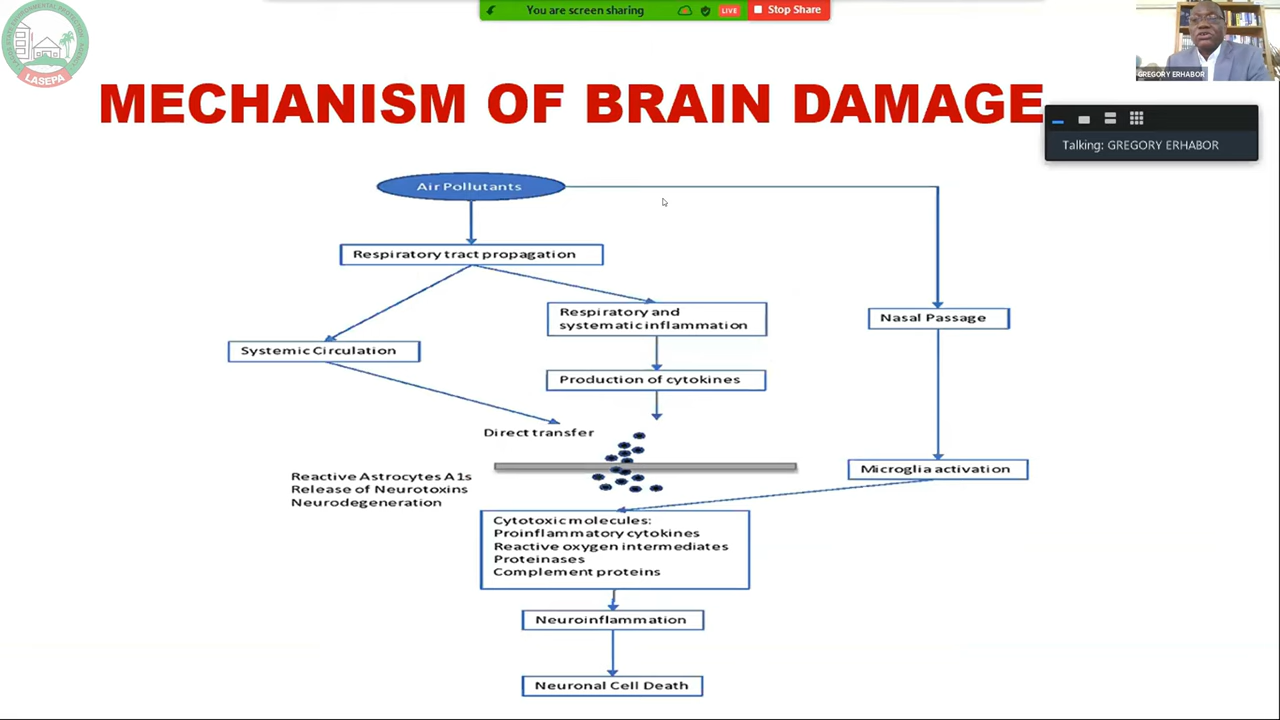 You are screen sharing
LIVE
Stop Share
LASEPA
GREGORY ERHABOR
MECHANISM OF BRAIN DAMAGE
Talking: GREGORY ERHABOR
Air Pollutants
Respiratory tract propagation
Respiratory and
systematic inflammation
Nasal Passage
Systemic Circulation
Production of cytokines
Direct transfer
Microglia activation
Reactive Astrocytes A1s
Release of Neurotoxins
Neurodegeneration
Cytotoxic molecules:
Proinflammatory cytokines
Reactive oxygen intermediates
Proteinases
Complement proteins
Neuroinflammation
Neuronal Cell Death